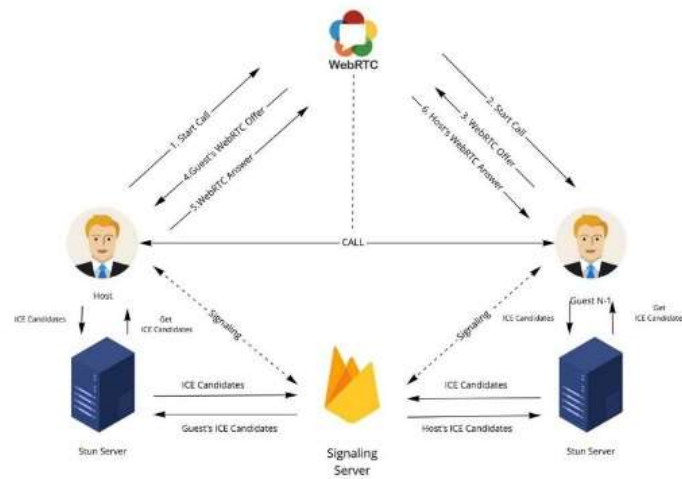 WebRTC
1. Start Call
4.Guest's WebRTC Offer
5.WebRTC Answer
2. Start Call
3. WebRTC Offer
6. Host's WebRTC Answer
CALL
Host
Guest N-1
ICE Candidates
Get
ICE Candidates
Signaling
Signaling
ICE Candidates
Get
ICE Candidate
ICE Candidates
Guest's ICE Candidates
ICE Candidates
Host's ICE Candidates
Stun Server
Signaling
Server
Stun Server